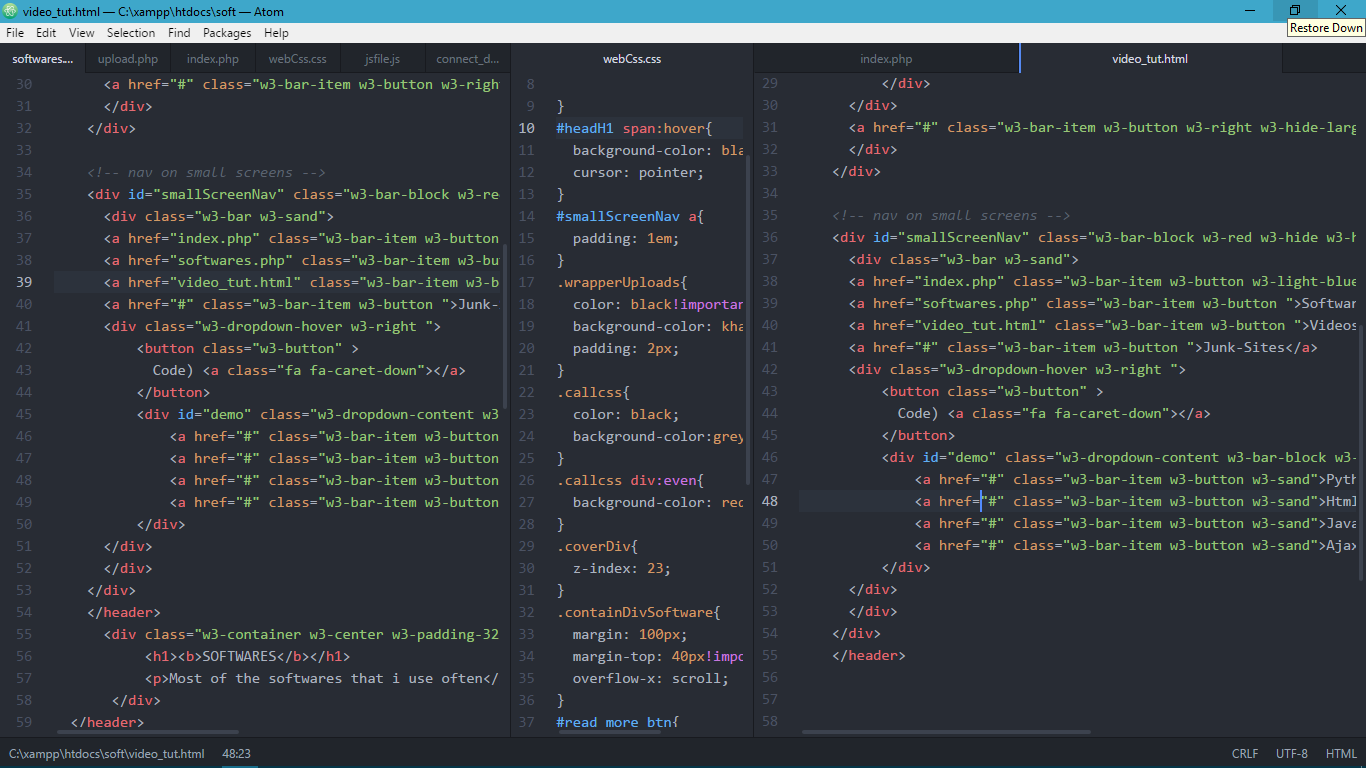 video_tut.html — C:\xampp\htdocs\soft — Atom
Restore Down
File Edit View Selection Find Packages Help
softwares.... upload.php index.php webCss.css jsfile.js connect_d...
30 <a href="#" class="w3-bar-item w3-button w3-right
31 </div>
32 </div>
33
34 <!-- nav on small screens -->
35 <div id="smallScreenNav" class="w3-bar-block w3-re
36 <div class="w3-bar w3-sand">
37 <a href="index.php" class="w3-bar-item w3-button
38 <a href="softwares.php" class="w3-bar-item w3-bu
39 <a href="video_tut.html" class="w3-bar-item w3-b
40 <a href="#" class="w3-bar-item w3-button ">Junk-
41 <div class="w3-dropdown-hover w3-right ">
42 <button class="w3-button" >
43 Code) <a class="fa fa-caret-down"></a>
44 </button>
45 <div id="demo" class="w3-dropdown-content w3
46 <a href="#" class="w3-bar-item w3-button
47 <a href="#" class="w3-bar-item w3-button
48 <a href="#" class="w3-bar-item w3-button
49 <a href="#" class="w3-bar-item w3-button
50 </div>
51 </div>
52 </div>
53 </div>
54 </header>
55 <div class="w3-container w3-center w3-padding-32
56 <h1><b>SOFTWARES</b></h1>
57 <p>Most of the softwares that i use often</
58 </div>
59 </header>
webCss.css
8
9 }
10 #headH1 span:hover{
11 background-color: bla
12 cursor: pointer;
13 }
14 #smallScreenNav a{
15 padding: 1em;
16 }
17 .wrapperUploads{
18 color: black!importan
19 background-color: kha
20 padding: 2px;
21 }
22 .callcss{
23 color: black;
24 background-color:grey
25 }
26 .callcss div:even{
27 background-color: red
28 }
29 .coverDiv{
30 z-index: 23;
31 }
32 .containDivSoftware{
33 margin: 100px;
34 margin-top: 40px!impo
35 overflow-x: scroll;
36 }
37 #read_more_btn{
index.php video_tut.html
29 </div>
30 </div>
31 <a href="#" class="w3-bar-item w3-button w3-right w3-hide-larg
32 </div>
33 </div>
34
35 <!-- nav on small screens -->
36 <div id="smallScreenNav" class="w3-bar-block w3-red w3-hide w3-h
37 <div class="w3-bar w3-sand">
38 <a href="index.php" class="w3-bar-item w3-button w3-light-blue
39 <a href="softwares.php" class="w3-bar-item w3-button ">Softwar
40 <a href="video_tut.html" class="w3-bar-item w3-button ">Videos
41 <a href="#" class="w3-bar-item w3-button ">Junk-Sites</a>
42 <div class="w3-dropdown-hover w3-right ">
43 <button class="w3-button" >
44 Code) <a class="fa fa-caret-down"></a>
45 </button>
46 <div id="demo" class="w3-dropdown-content w3-bar-block w3-
47 <a href="#" class="w3-bar-item w3-button w3-sand">Pyth
48 <a href="#" class="w3-bar-item w3-button w3-sand">Html
49 <a href="#" class="w3-bar-item w3-button w3-sand">Java
50 <a href="#" class="w3-bar-item w3-button w3-sand">Ajax
51 </div>
52 </div>
53 </div>
54 </div>
55 </header>
56
57
58
C:\xampp\htdocs\soft\video_tut.html 48:23 CRLF UTF-8 HTML